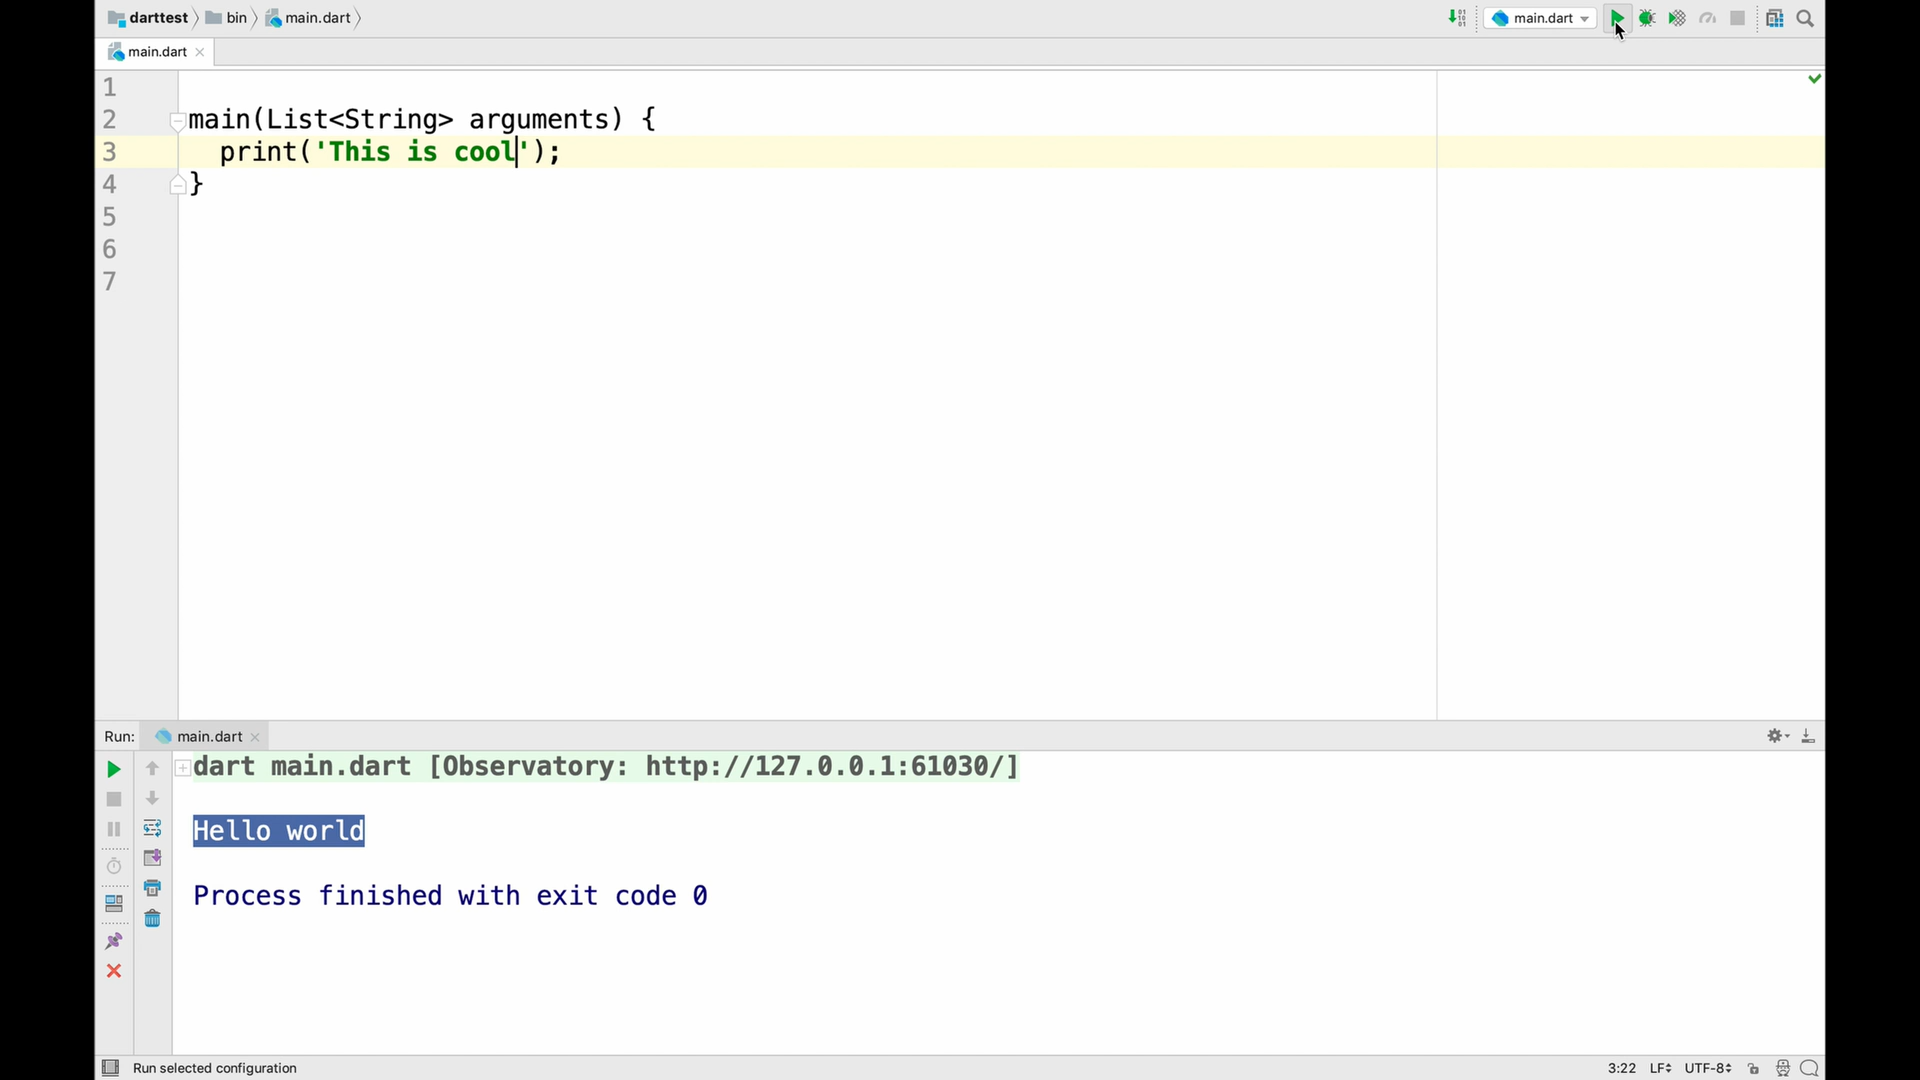 darttest bin main.dart main.dart
main.dart
1
2 main(List<String> arguments) {
3 print('This is cool');
4 }
5
6
7
Run: main.dart
dart main.dart [Observatory: http://127.0.0.1:61030/]
Hello world
Process finished with exit code 0
Run selected configuration 3:22 LF UTF-8